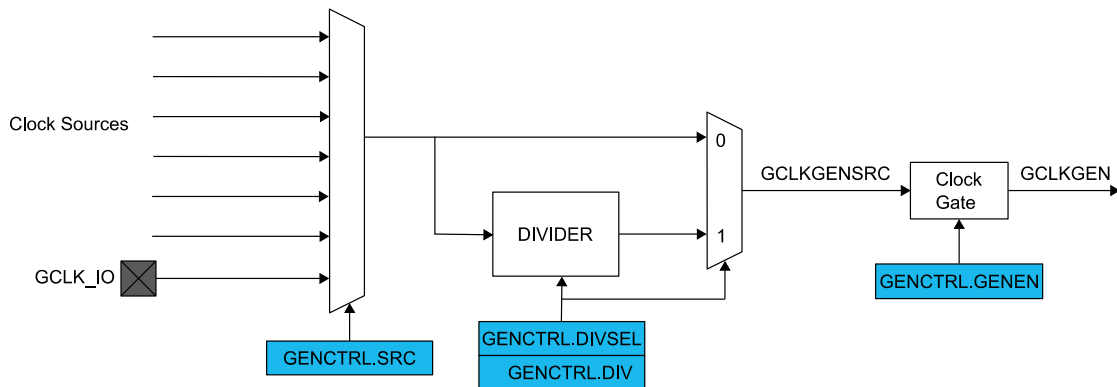 Clock Sources
GCLK_IO
GENCTRL.SRC
DIVIDER
GENCTRL.DIVSEL
GENCTRL.DIV
0
1
GCLKGENSRC
Clock
Gate
GCLKGEN
GENCTRL.GENEN